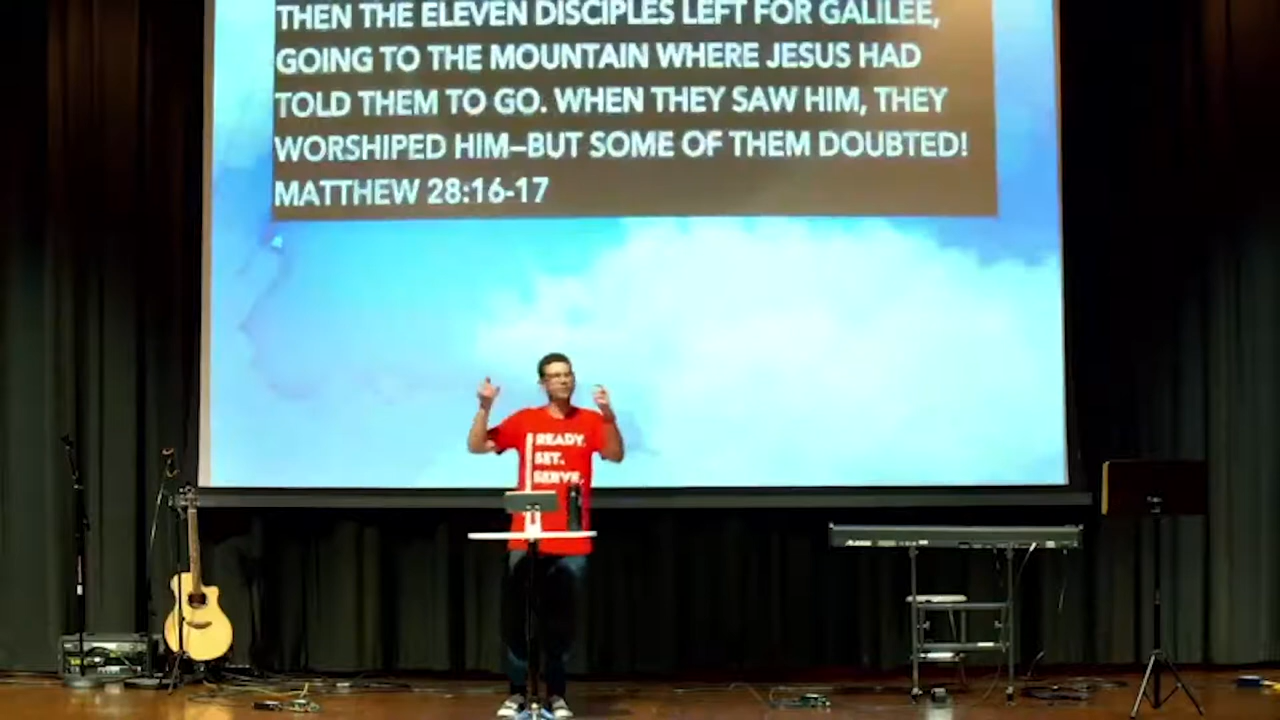 THEN THE ELEVEN DISCIPLES LEFT FOR GALILEE,
GOING TO THE MOUNTAIN WHERE JESUS HAD
TOLD THEM TO GO. WHEN THEY SAW HIM, THEY
WORSHIPED HIM–BUT SOME OF THEM DOUBTED!
MATTHEW 28:16-17
READY.
SET.
SERVE.